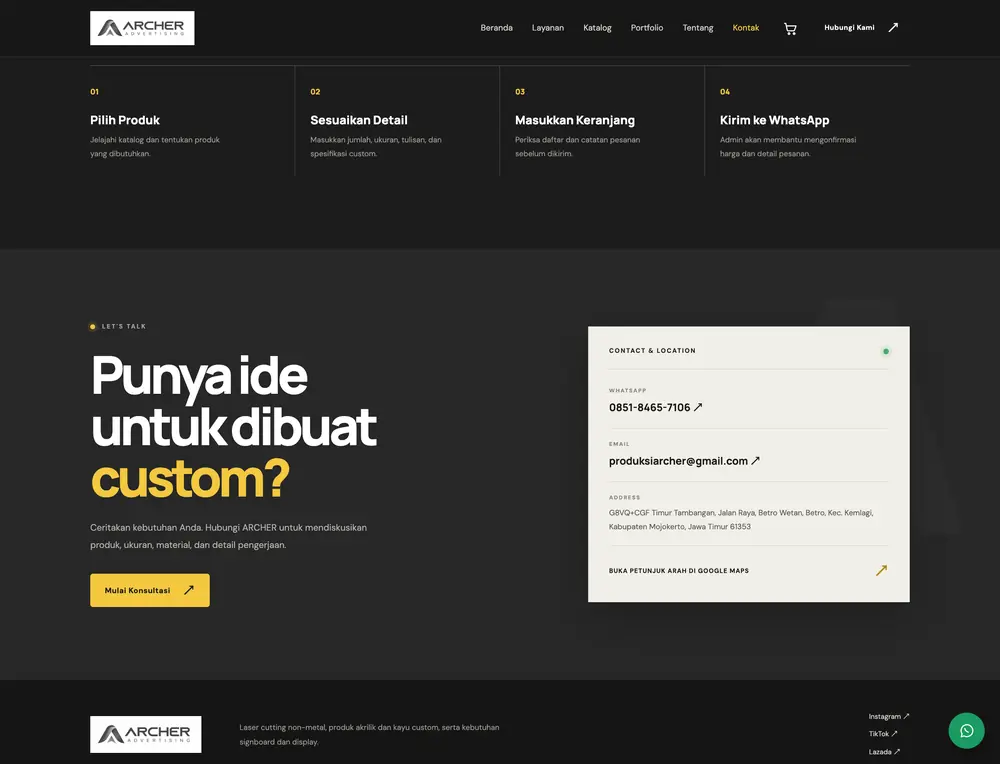 ARCHER
ADVERTISING
Beranda
Layanan
Katalog
Portfolio
Tentang
Kontak
Hubungi Kami ↗
01
Pilih Produk
Jelajahi katalog dan tentukan produk
yang dibutuhkan.
02
Sesuaikan Detail
Masukkan jumlah, ukuran, tulisan, dan
spesifikasi custom.
03
Masukkan Keranjang
Periksa daftar dan catatan pesanan
sebelum dikirim.
04
Kirim ke WhatsApp
Admin akan membantu mengonfirmasi
harga dan detail pesanan.
LET'S TALK
Punya ide
untuk dibuat
custom?
Ceritakan kebutuhan Anda. Hubungi ARCHER untuk mendiskusikan
produk, ukuran, material, dan detail pengerjaan.
Mulai Konsultasi ↗
CONTACT & LOCATION
WHATSAPP
0851-8465-7106 ↗
EMAIL
produksiarcher@gmail.com ↗
ADDRESS
G8VQ+CGF Timur Tambangan, Jalan Raya, Betro Wetan, Betro, Kec. Kemlagi,
Kabupaten Mojokerto, Jawa Timur 61353
BUKA PETUNJUK ARAH DI GOOGLE MAPS ↗
ARCHER
ADVERTISING
Laser cutting non-metal, produk akrilik dan kayu custom, serta kebutuhan
signboard dan display.
Instagram ↗
TikTok ↗
Lazada ↗